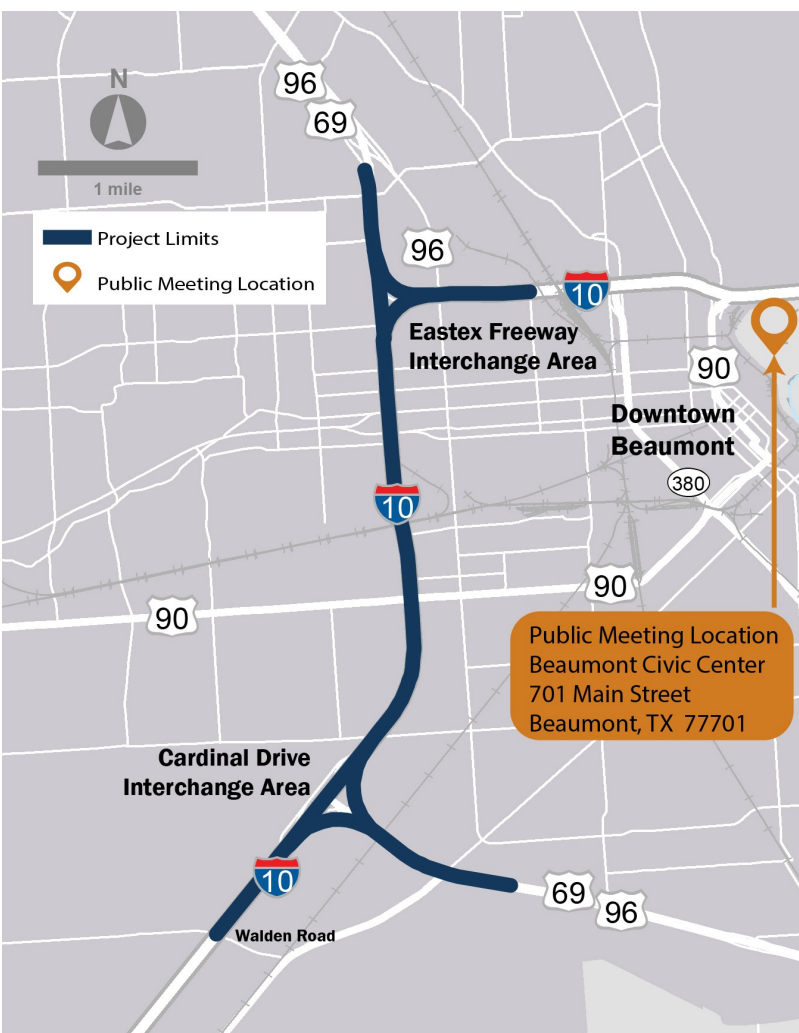 96
69
N
1 mile
Project Limits
Public Meeting Location
96
10
Eastex Freeway
Interchange Area
90
Downtown
Beaumont
380
10
90
90
Public Meeting Location
Beaumont Civic Center
701 Main Street
Beaumont, TX 77701
Cardinal Drive
Interchange Area
10
69
96
Walden Road